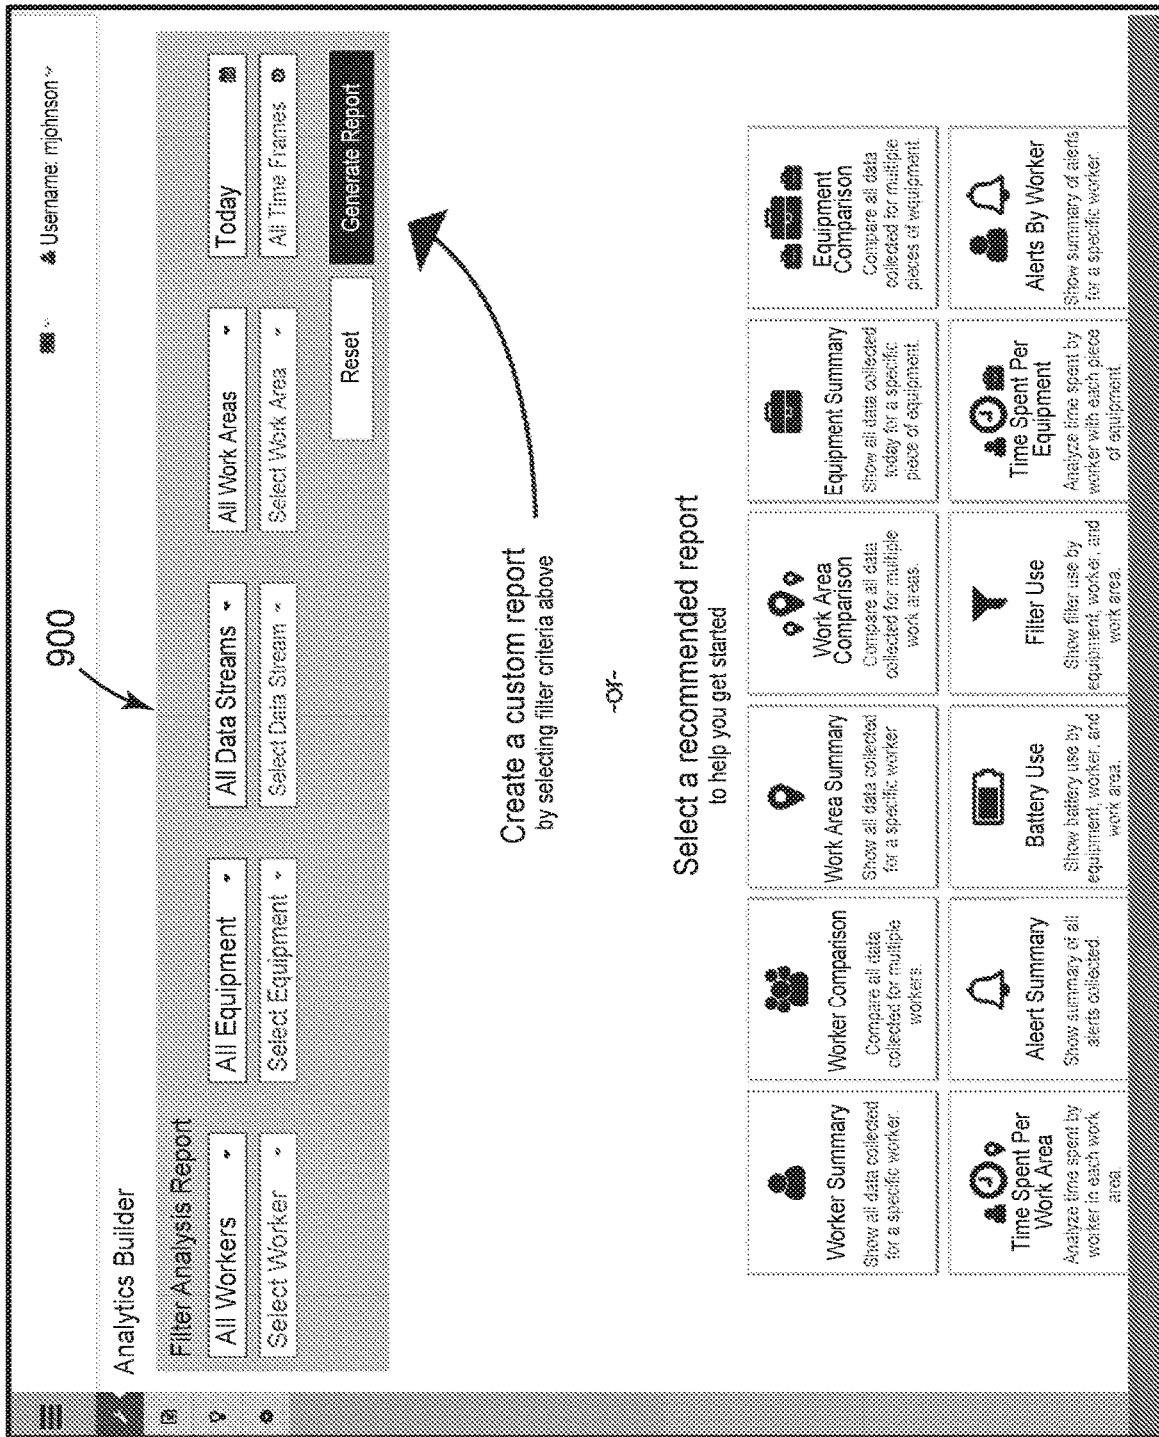 Username: mjohnson
900
Analytics Builder
Filter Analysis Report
All Workers
All Equipment
All Data Streams
All Work Areas
Today
Select Worker
Select Equipment
Select Data Stream
Select Work Area
All Time Frames
Reset
Generate Report
Create a custom report
by selecting filter criteria above
-or-
Select a recommended report
to help you get started
Worker Summary
Show all data collected
for a specific worker.
Worker Comparison
Compare all data
collected for multiple
workers.
Work Area Summary
Show all data collected
for a specific worker
Work Area
Comparison
Compare all data
collected for multiple
work areas.
Equipment Summary
Show all data collected
today for a specific
piece of equipment.
Equipment
Comparison
Compare all data
collected for multiple
pieces of wquipment.
Time Spent Per
Work Area
Analyze time spent by
worker in each work
area.
Aleert Summary
Show summary of all
alerts collected.
Battery Use
Show battery use by
equipment, worker, and
work area.
Filter Use
Show filter use by
equipment, worker, and
work area.
Time Spent Per
Equipment
Analyze time spent by
worker with each piece
of equipment.
Alerts By Worker
Show summary of alerts
for a specific worker.